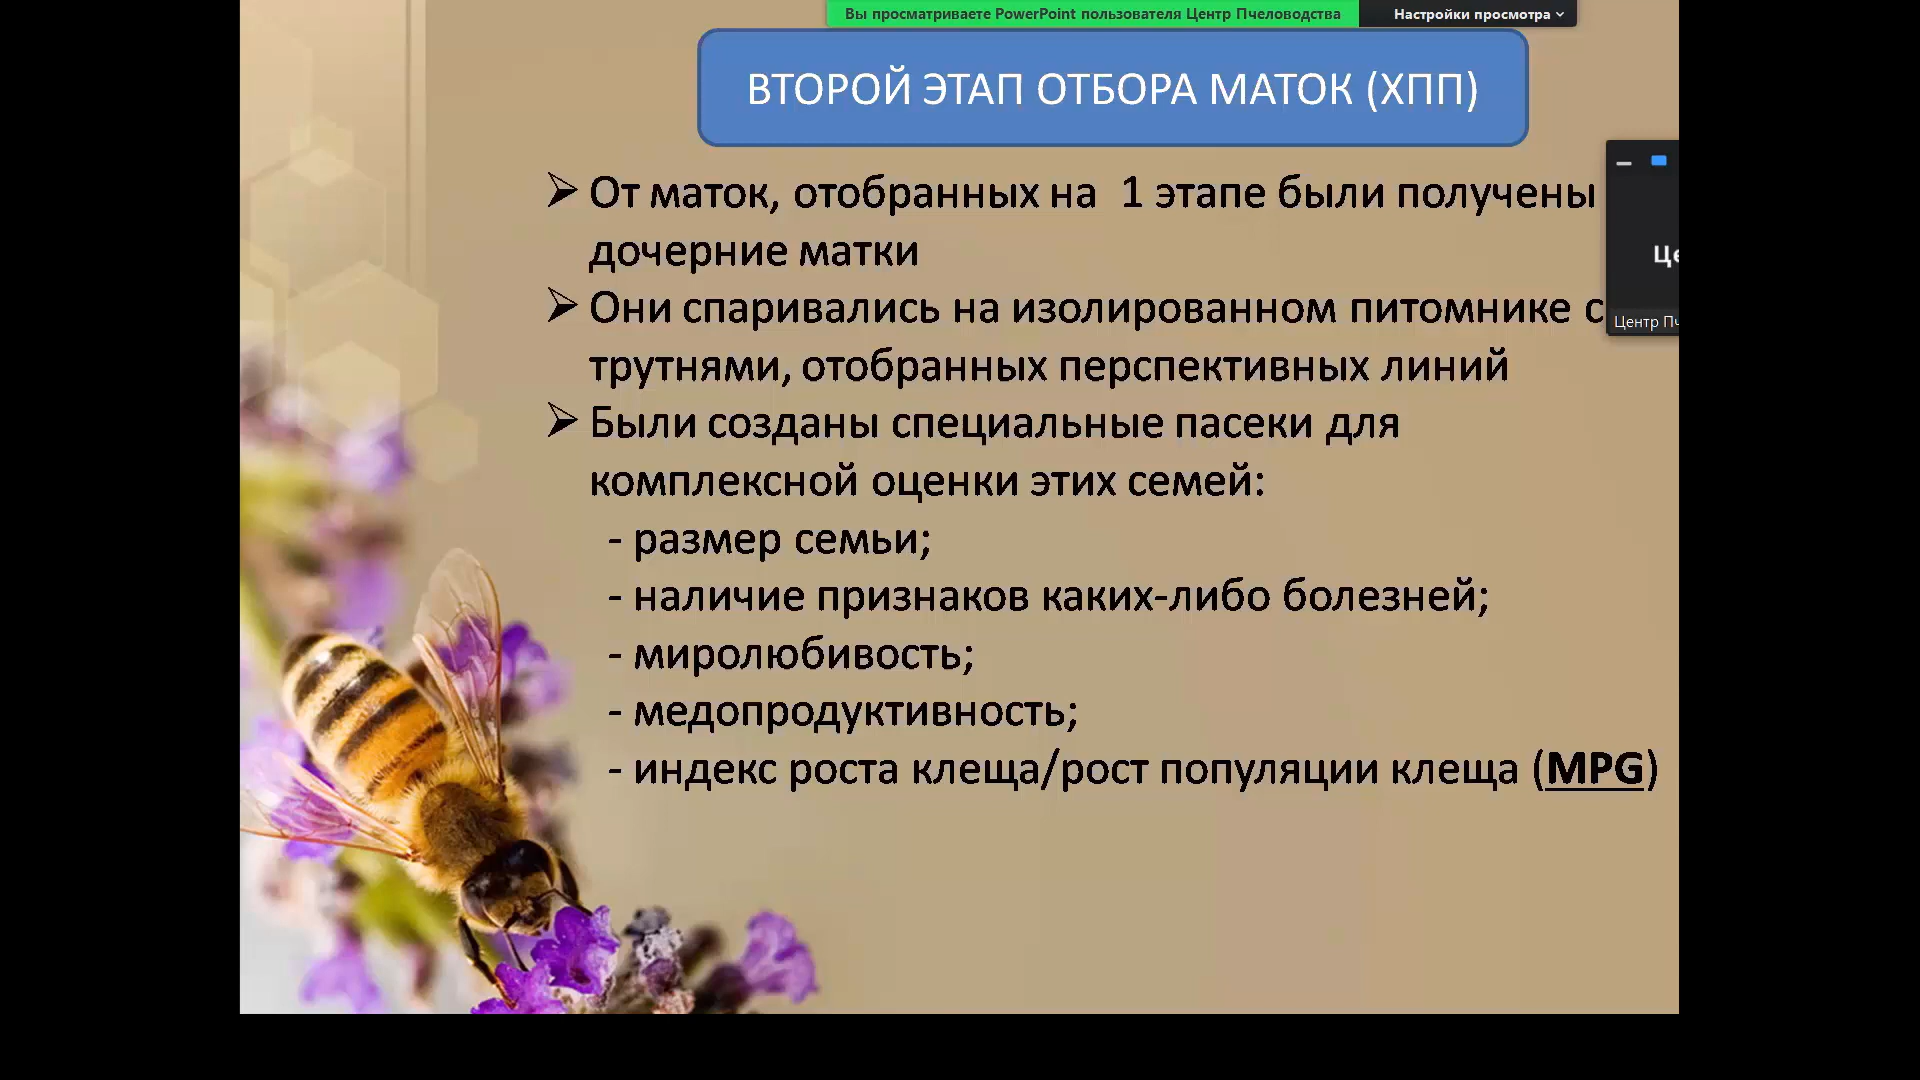 Вы просматриваете PowerPoint пользователя Центр Пчеловодства
Настройки просмотра
ВТОРОЙ ЭТАП ОТБОРА МАТОК (ХПП)
От маток, отобранных на 1 этапе были получены
дочерние матки
Они спаривались на изолированном питомнике с
трутнями, отобранных перспективных линий
Были созданы специальные пасеки для
комплексной оценки этих семей:
- размер семьи;
- наличие признаков каких-либо болезней;
- миролюбивость;
- медопродуктивность;
- индекс роста клеща/рост популяции клеща (MPG)
Центр